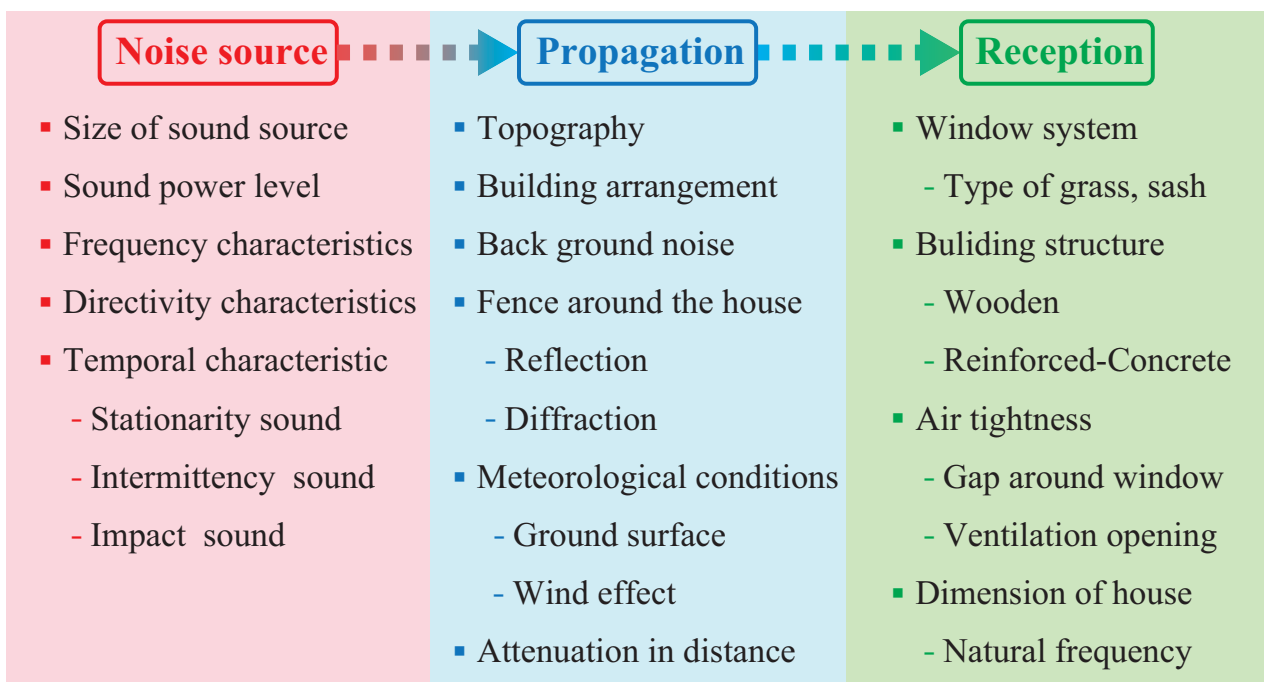 Noise source
Propagation
Reception
▪ Size of sound source
▪ Sound power level
▪ Frequency characteristics
▪ Directivity characteristics
▪ Temporal characteristic
- Stationarity sound
- Intermittency sound
- Impact sound
▪ Topography
▪ Building arrangement
▪ Back ground noise
▪ Fence around the house
- Reflection
- Diffraction
▪ Meteorological conditions
- Ground surface
- Wind effect
▪ Attenuation in distance
▪ Window system
- Type of grass, sash
▪ Buliding structure
- Wooden
- Reinforced-Concrete
▪ Air tightness
- Gap around window
- Ventilation opening
▪ Dimension of house
- Natural frequency